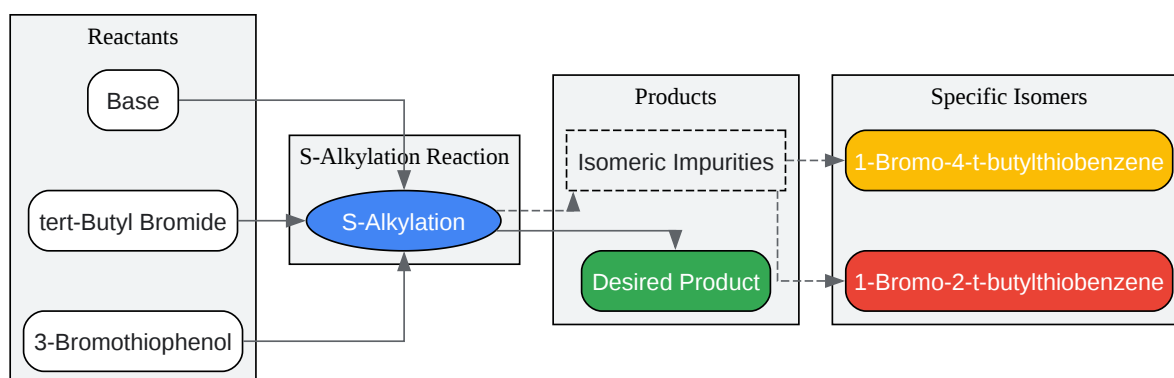 Reactants
Base
tert-Butyl Bromide
3-Bromothiophenol
S-Alkylation Reaction
S-Alkylation
Products
Isomeric Impurities
Desired Product
Specific Isomers
1-Bromo-4-t-butylthiobenzene
1-Bromo-2-t-butylthiobenzene